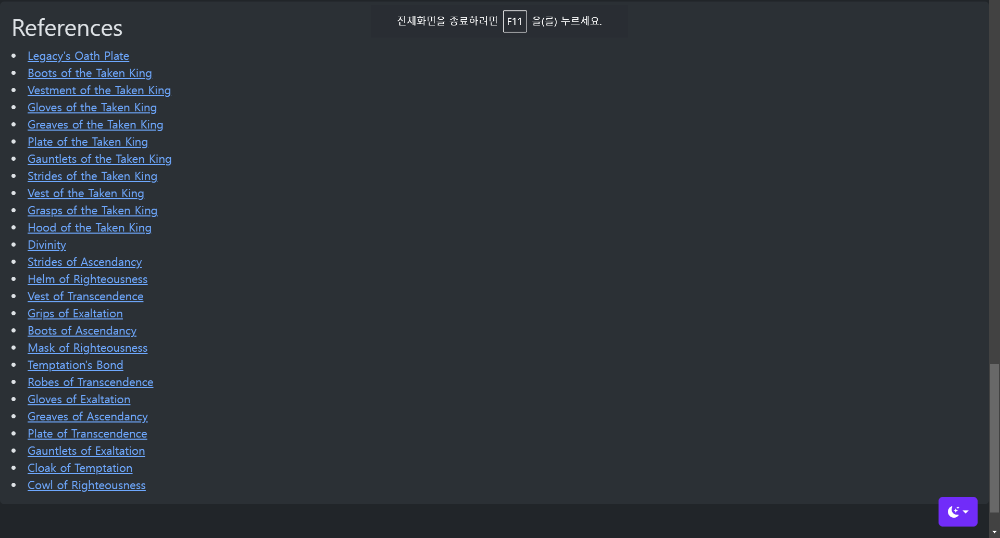 전체화면을 종료하려면 F11 을(를) 누르세요.
References
Legacy's Oath Plate
Boots of the Taken King
Vestment of the Taken King
Gloves of the Taken King
Greaves of the Taken King
Plate of the Taken King
Gauntlets of the Taken King
Strides of the Taken King
Vest of the Taken King
Grasps of the Taken King
Hood of the Taken King
Divinity
Strides of Ascendancy
Helm of Righteousness
Vest of Transcendence
Grips of Exaltation
Boots of Ascendancy
Mask of Righteousness
Temptation's Bond
Robes of Transcendence
Gloves of Exaltation
Greaves of Ascendancy
Plate of Transcendence
Gauntlets of Exaltation
Cloak of Temptation
Cowl of Righteousness